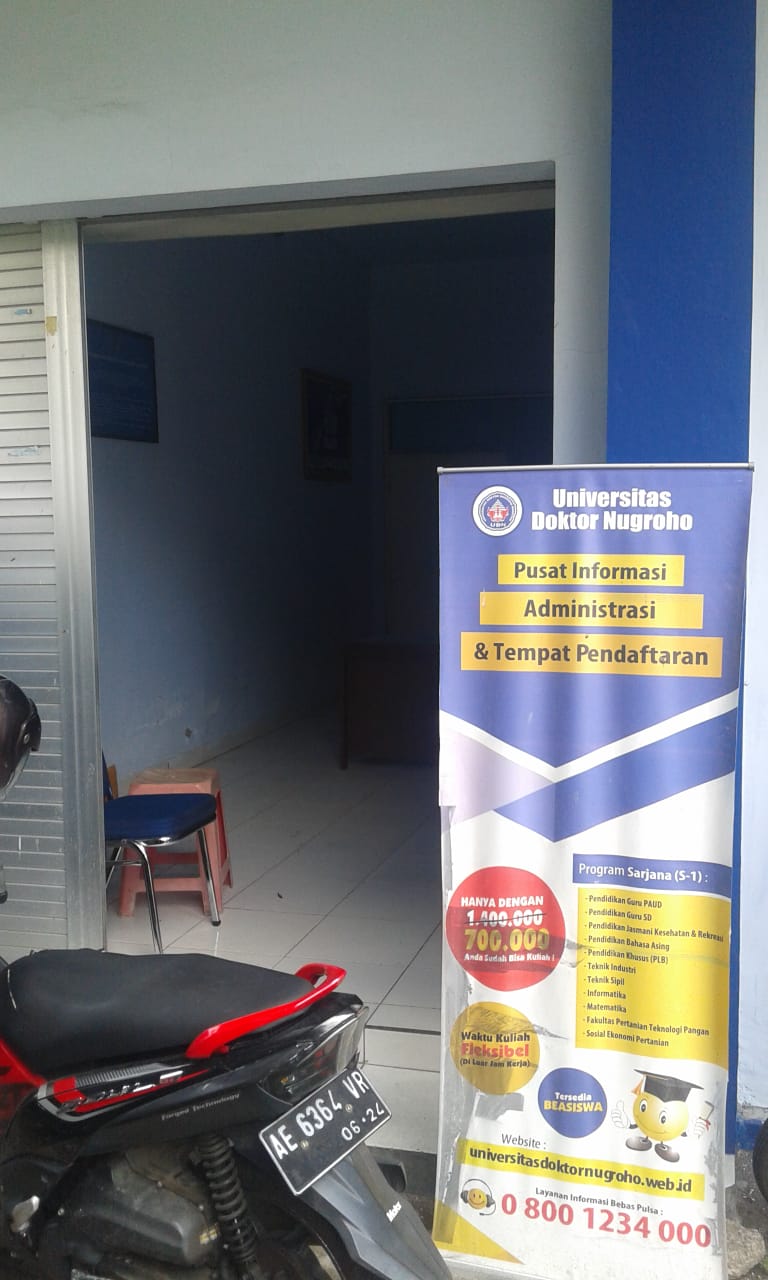 Universitas
Doktor Nugroho
UDN
Pusat Informasi
Administrasi
& Tempat Pendaftaran
HANYA DENGAN
1.400.000
700.000
Anda Sudah Bisa Kuliah !
Program Sarjana (S-1) :
- Pendidikan Guru PAUD
- Pendidikan Guru SD
- Pendidikan Jasmani Kesehatan & Rekreasi
- Pendidikan Bahasa Asing
- Pendidikan Khusus (PLB)
- Teknik Industri
- Teknik Sipil
- Informatika
- Matematika
- Fakultas Pertanian Teknologi Pangan
- Sosial Ekonomi Pertanian
Waktu Kuliah
Fleksibel
(Di Luar Jam Kerja)
Tersedia
BEASISWA
Website :
universitasdoktornugroho.web.id
Layanan Informasi Bebas Pulsa :
0 800 1234 000
Forged Technology
AE 6364 VR
06·24